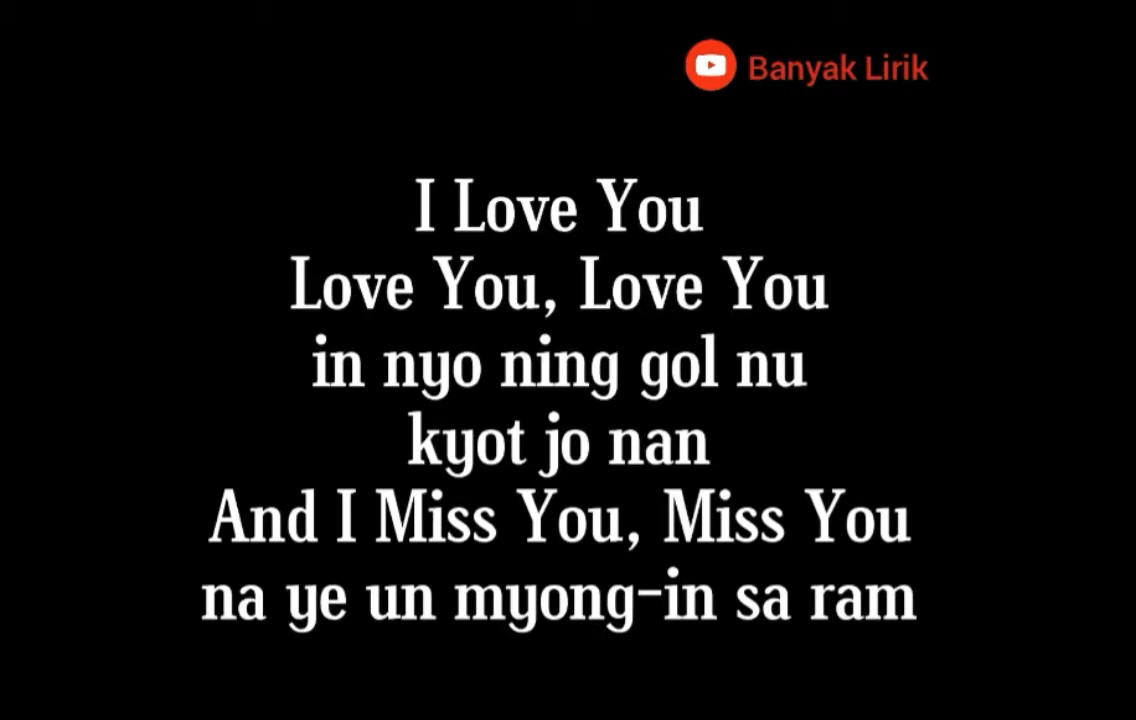 Banyak Lirik
I Love You
Love You, Love You
in nyo ning gol nu
kyot jo nan
And I Miss You, Miss You
na ye un myong-in sa ram